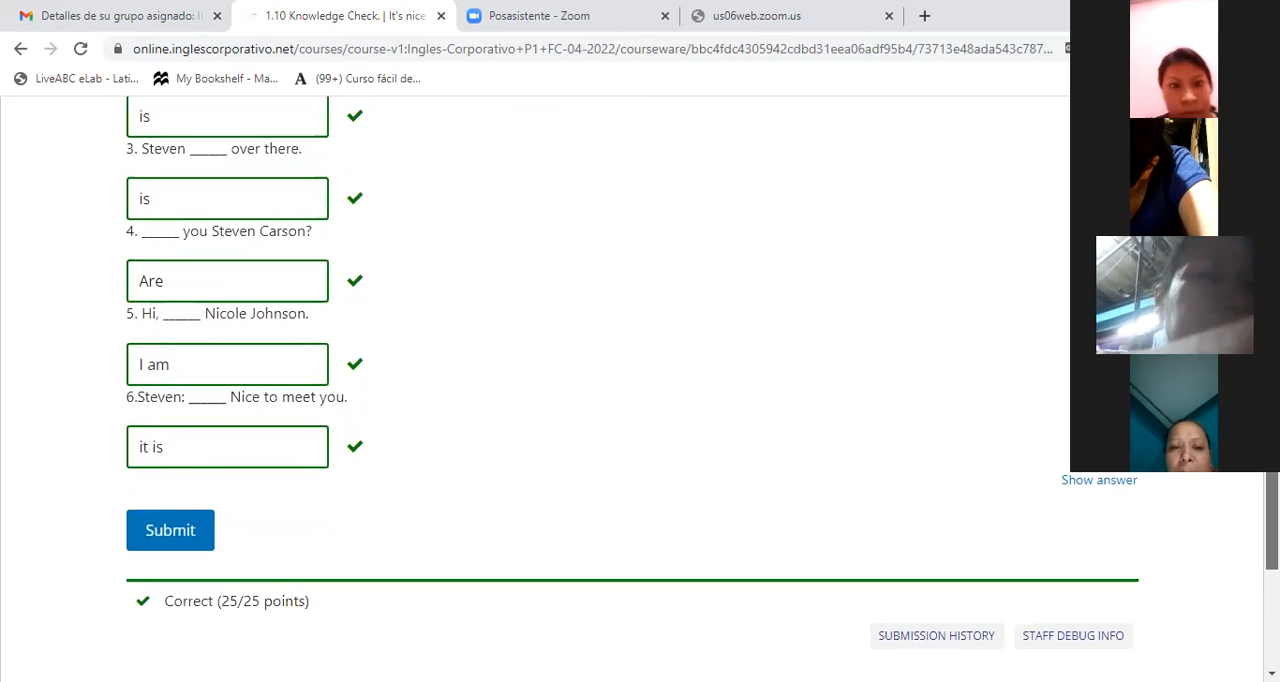 Detalles de su grupo asignado: I
1.10 Knowledge Check. | It's nice
Posasistente - Zoom
us06web.zoom.us
online.inglescorporativo.net/courses/course-v1:Ingles-Corporativo+P1+FC-04-2022/courseware/bbc4fdc4305942cdbd31eea06adf95b4/73713e48ada543c787...
LiveABC eLab - Lati...
My Bookshelf - Ma...
A
(99+) Curso fácil de...
is
3. Steven ______ over there.
is
4. ______ you Steven Carson?
Are
5. Hi, ______ Nicole Johnson.
I am
6.Steven: ______ Nice to meet you.
it is
Show answer
Submit
Correct (25/25 points)
SUBMISSION HISTORY
STAFF DEBUG INFO